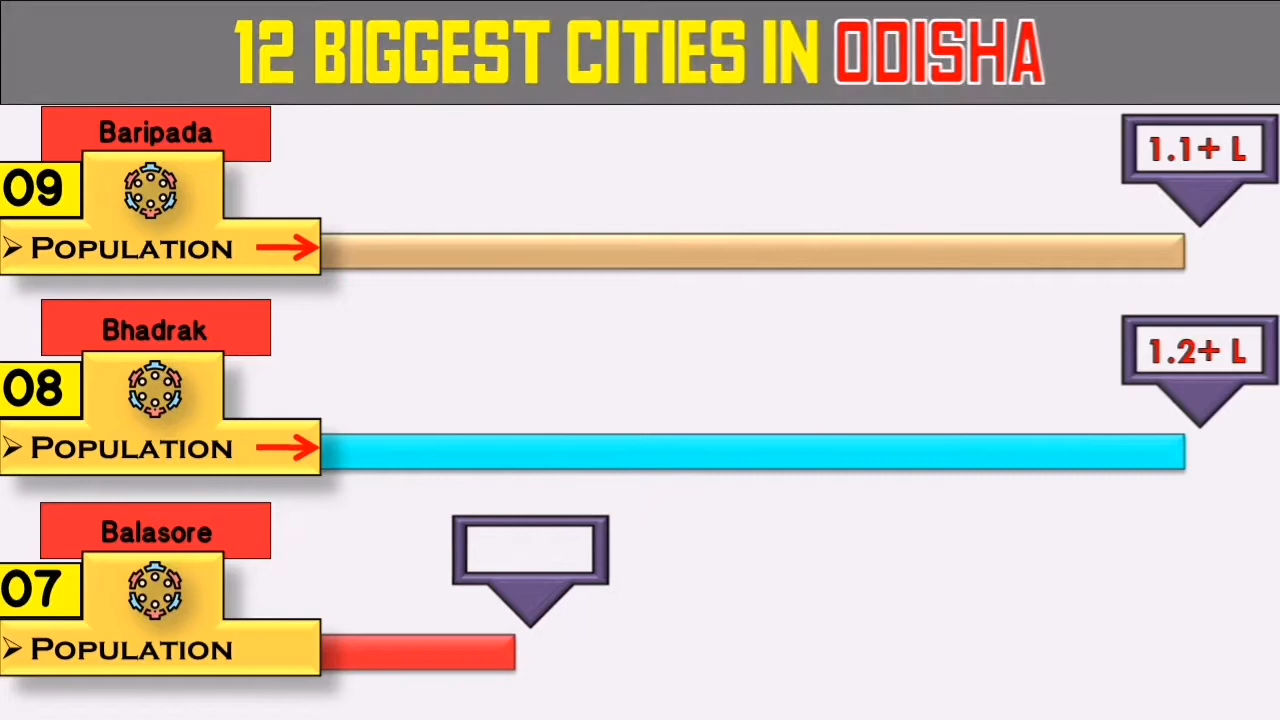 12 BIGGEST CITIES IN ODISHA
Baripada
1.1+ L
09
➢ POPULATION
Bhadrak
1.2+ L
08
➢ POPULATION
Balasore
07
➢ POPULATION